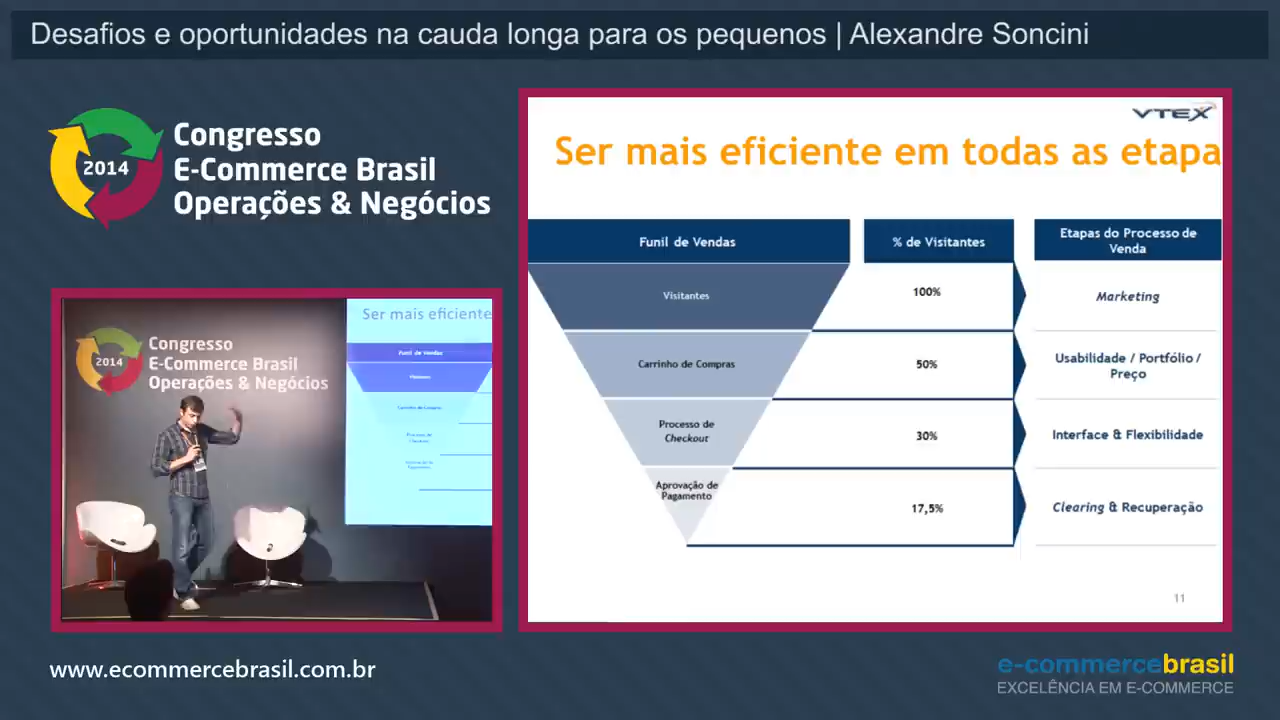 Desafios e oportunidades na cauda longa para os pequenos | Alexandre Soncini
2014
Congresso
E-Commerce Brasil
Operações & Negócios
VTEX
Ser mais eficiente em todas as etapa
Funil de Vendas
% de Visitantes
Etapas do Processo de
Venda
Visitantes
100%
Marketing
Carrinho de Compras
50%
Usabilidade / Portfólio /
Preço
Processo de
Checkout
30%
Interface & Flexibilidade
Aprovação de
Pagamento
17,5%
Clearing & Recuperação
11
2014
Congresso
E-Commerce Brasil
Operações & Negócios
Ser mais eficiente
Funil de Vendas
Visitantes
Carrinho de Compras
Processo de
Checkout
Aprovação de
Pagamento
www.ecommercebrasil.com.br
e-commercebrasil
EXCELÊNCIA EM E-COMMERCE